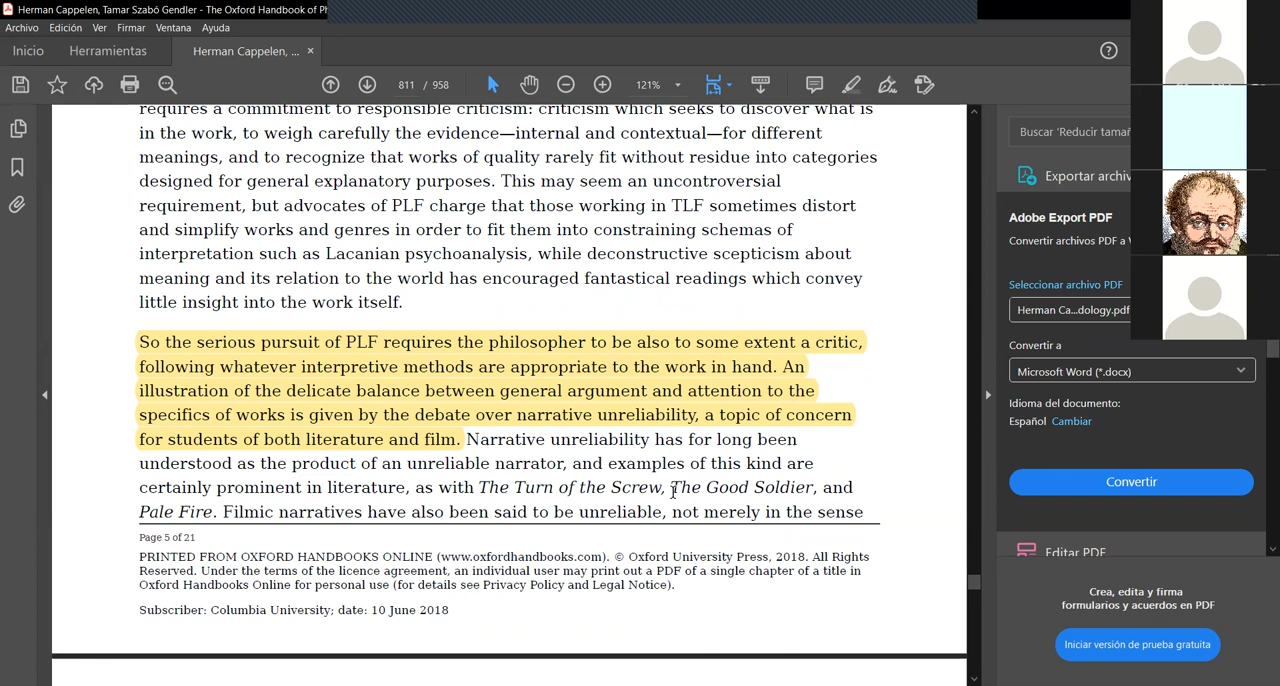 Herman Cappelen, Tamar Szabó Gendler - The Oxford Handbook of Ph
Archivo Edición Ver Firmar Ventana Ayuda
Inicio Herramientas Herman Cappelen, ... ×
811 / 958 121%
requires a commitment to responsible criticism: criticism which seeks to discover what is
in the work, to weigh carefully the evidence—internal and contextual—for different
meanings, and to recognize that works of quality rarely fit without residue into categories
designed for general explanatory purposes. This may seem an uncontroversial
requirement, but advocates of PLF charge that those working in TLF sometimes distort
and simplify works and genres in order to fit them into constraining schemas of
interpretation such as Lacanian psychoanalysis, while deconstructive scepticism about
meaning and its relation to the world has encouraged fantastical readings which convey
little insight into the work itself.
So the serious pursuit of PLF requires the philosopher to be also to some extent a critic,
following whatever interpretive methods are appropriate to the work in hand. An
illustration of the delicate balance between general argument and attention to the
specifics of works is given by the debate over narrative unreliability, a topic of concern
for students of both literature and film. Narrative unreliability has for long been
understood as the product of an unreliable narrator, and examples of this kind are
certainly prominent in literature, as with The Turn of the Screw, The Good Soldier, and
Pale Fire. Filmic narratives have also been said to be unreliable, not merely in the sense
Page 5 of 21
PRINTED FROM OXFORD HANDBOOKS ONLINE (www.oxfordhandbooks.com). © Oxford University Press, 2018. All Rights
Reserved. Under the terms of the licence agreement, an individual user may print out a PDF of a single chapter of a title in
Oxford Handbooks Online for personal use (for details see Privacy Policy and Legal Notice).
Subscriber: Columbia University; date: 10 June 2018
Buscar 'Reducir tamañ
Exportar archiv
Adobe Export PDF
Convertir archivos PDF a
Seleccionar archivo PDF
Herman Ca...dology.pdf
Convertir a
Microsoft Word (*.docx)
Idioma del documento:
Español Cambiar
Convertir
Editar PDF
Crea, edita y firma
formularios y acuerdos en PDF
Iniciar versión de prueba gratuita